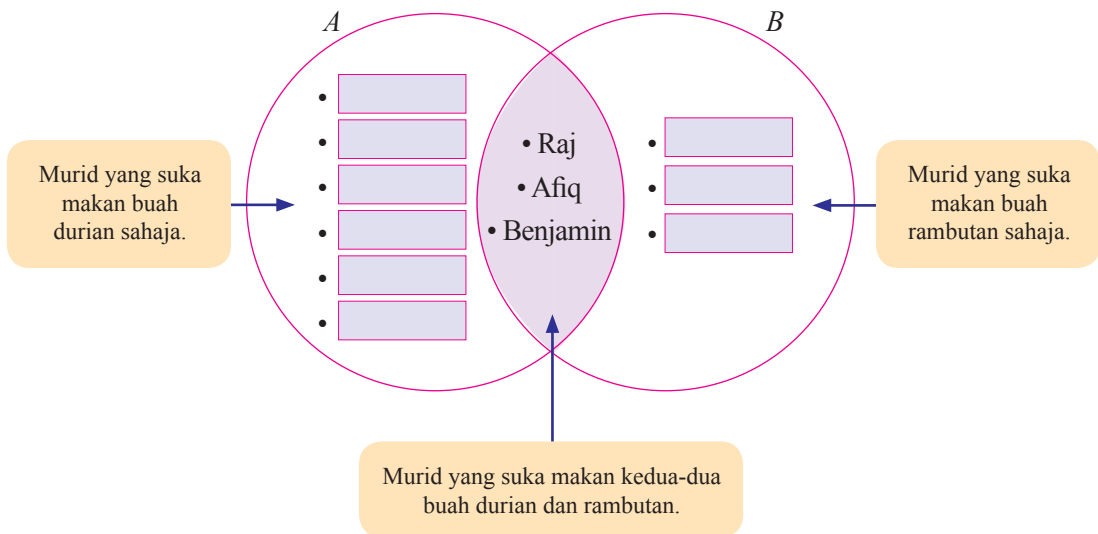 A
B
• Raj
• Afiq
• Benjamin
Murid yang suka
makan buah
durian sahaja.
Murid yang suka
makan buah
rambutan sahaja.
Murid yang suka makan kedua-dua
buah durian dan rambutan.